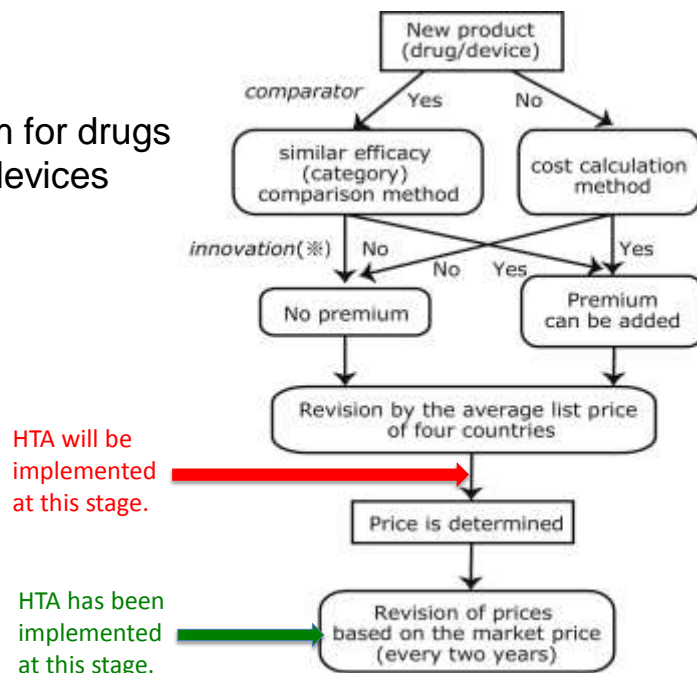 New product
(drug/device)
comparator
Yes
No
for drugs
similar efficacy
(category)
comparison method
cost calculation
method
innovation(※)
No
No
Yes
Yes
No premium
Premium
can be added
Revision by the average list price
of four countries
HTA will be
implemented
at this stage.
Price is determined
HTA has been
implemented
at this stage.
Revision of prices
based on the market price
(every two years)